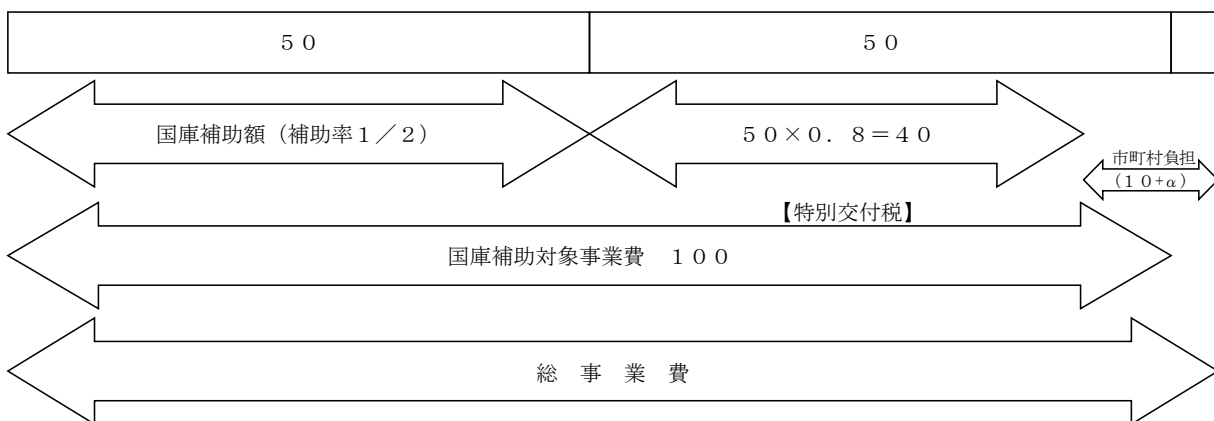 ５０ ５０
国庫補助額（補助率１／２） ５０×０．８＝４０
市町村負担
（１０+α）
【特別交付税】
国庫補助対象事業費　１００
総　事　業　費